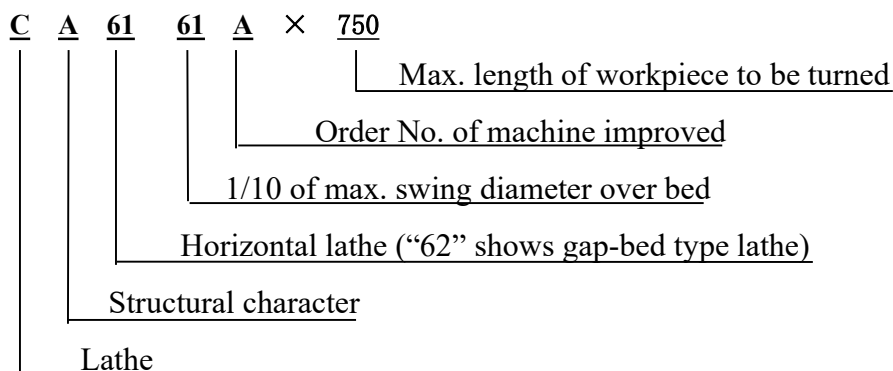 C A 61 61 A × 750
Max. length of workpiece to be turned
Order No. of machine improved
1/10 of max. swing diameter over bed
Horizontal lathe (“62” shows gap-bed type lathe)
Structural character
Lathe